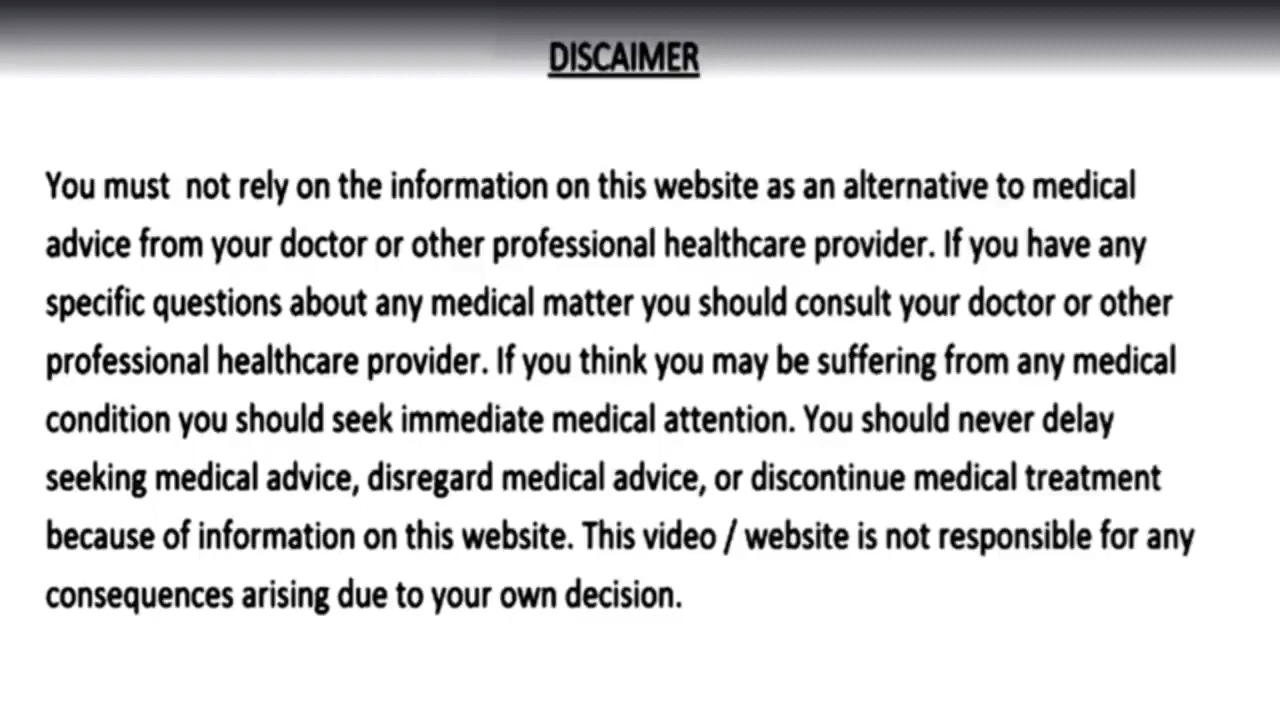 DISCAIMER
You must  not rely on the information on this website as an alternative to medical
advice from your doctor or other professional healthcare provider. If you have any
specific questions about any medical matter you should consult your doctor or other
professional healthcare provider. If you think you may be suffering from any medical
condition you should seek immediate medical attention. You should never delay
seeking medical advice, disregard medical advice, or discontinue medical treatment
because of information on this website. This video / website is not responsible for any
consequences arising due to your own decision.